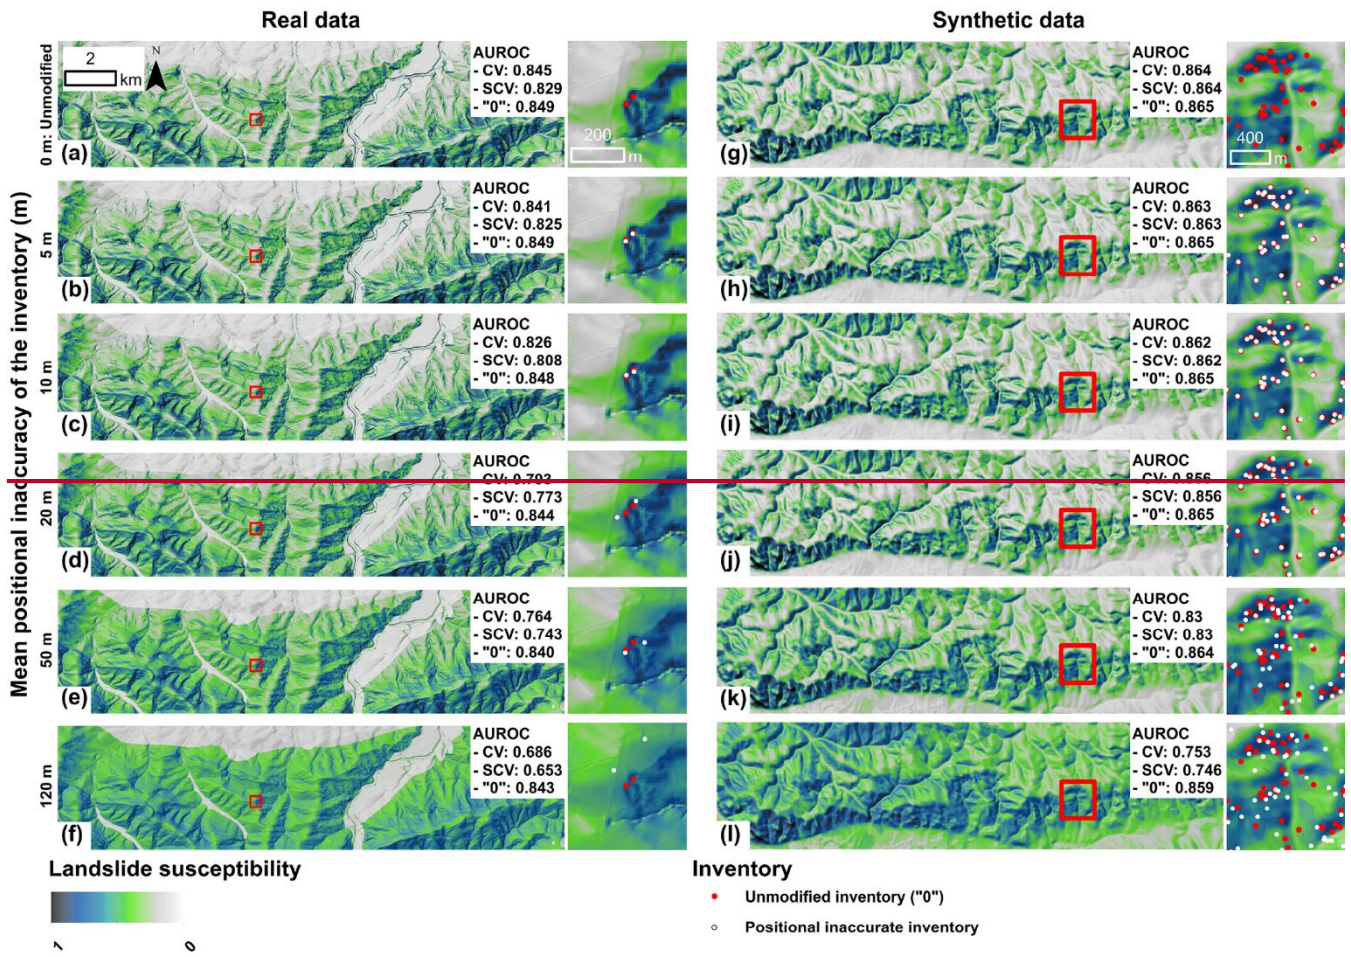 Real data
Synthetic data
Mean positional inaccuracy of the inventory (m)
0 m: Unmodified
2
km
N
AUROC
- CV: 0.845
- SCV: 0.829
- "0": 0.849
(a)
200
m
AUROC
- CV: 0.864
- SCV: 0.864
- "0": 0.865
(g)
400
m
5 m
AUROC
- CV: 0.841
- SCV: 0.825
- "0": 0.849
(b)
AUROC
- CV: 0.863
- SCV: 0.863
- "0": 0.865
(h)
10 m
AUROC
- CV: 0.826
- SCV: 0.808
- "0": 0.848
(c)
AUROC
- CV: 0.862
- SCV: 0.862
- "0": 0.865
(i)
20 m
AUROC
- CV: 0.793
- SCV: 0.773
- "0": 0.844
(d)
AUROC
- CV: 0.856
- SCV: 0.856
- "0": 0.865
(j)
50 m
AUROC
- CV: 0.764
- SCV: 0.743
- "0": 0.840
(e)
AUROC
- CV: 0.83
- SCV: 0.83
- "0": 0.864
(k)
120 m
AUROC
- CV: 0.686
- SCV: 0.653
- "0": 0.843
(f)
AUROC
- CV: 0.753
- SCV: 0.746
- "0": 0.859
(l)
Landslide susceptibility
1
0
Inventory
Unmodified inventory ("0")
Positional inaccurate inventory